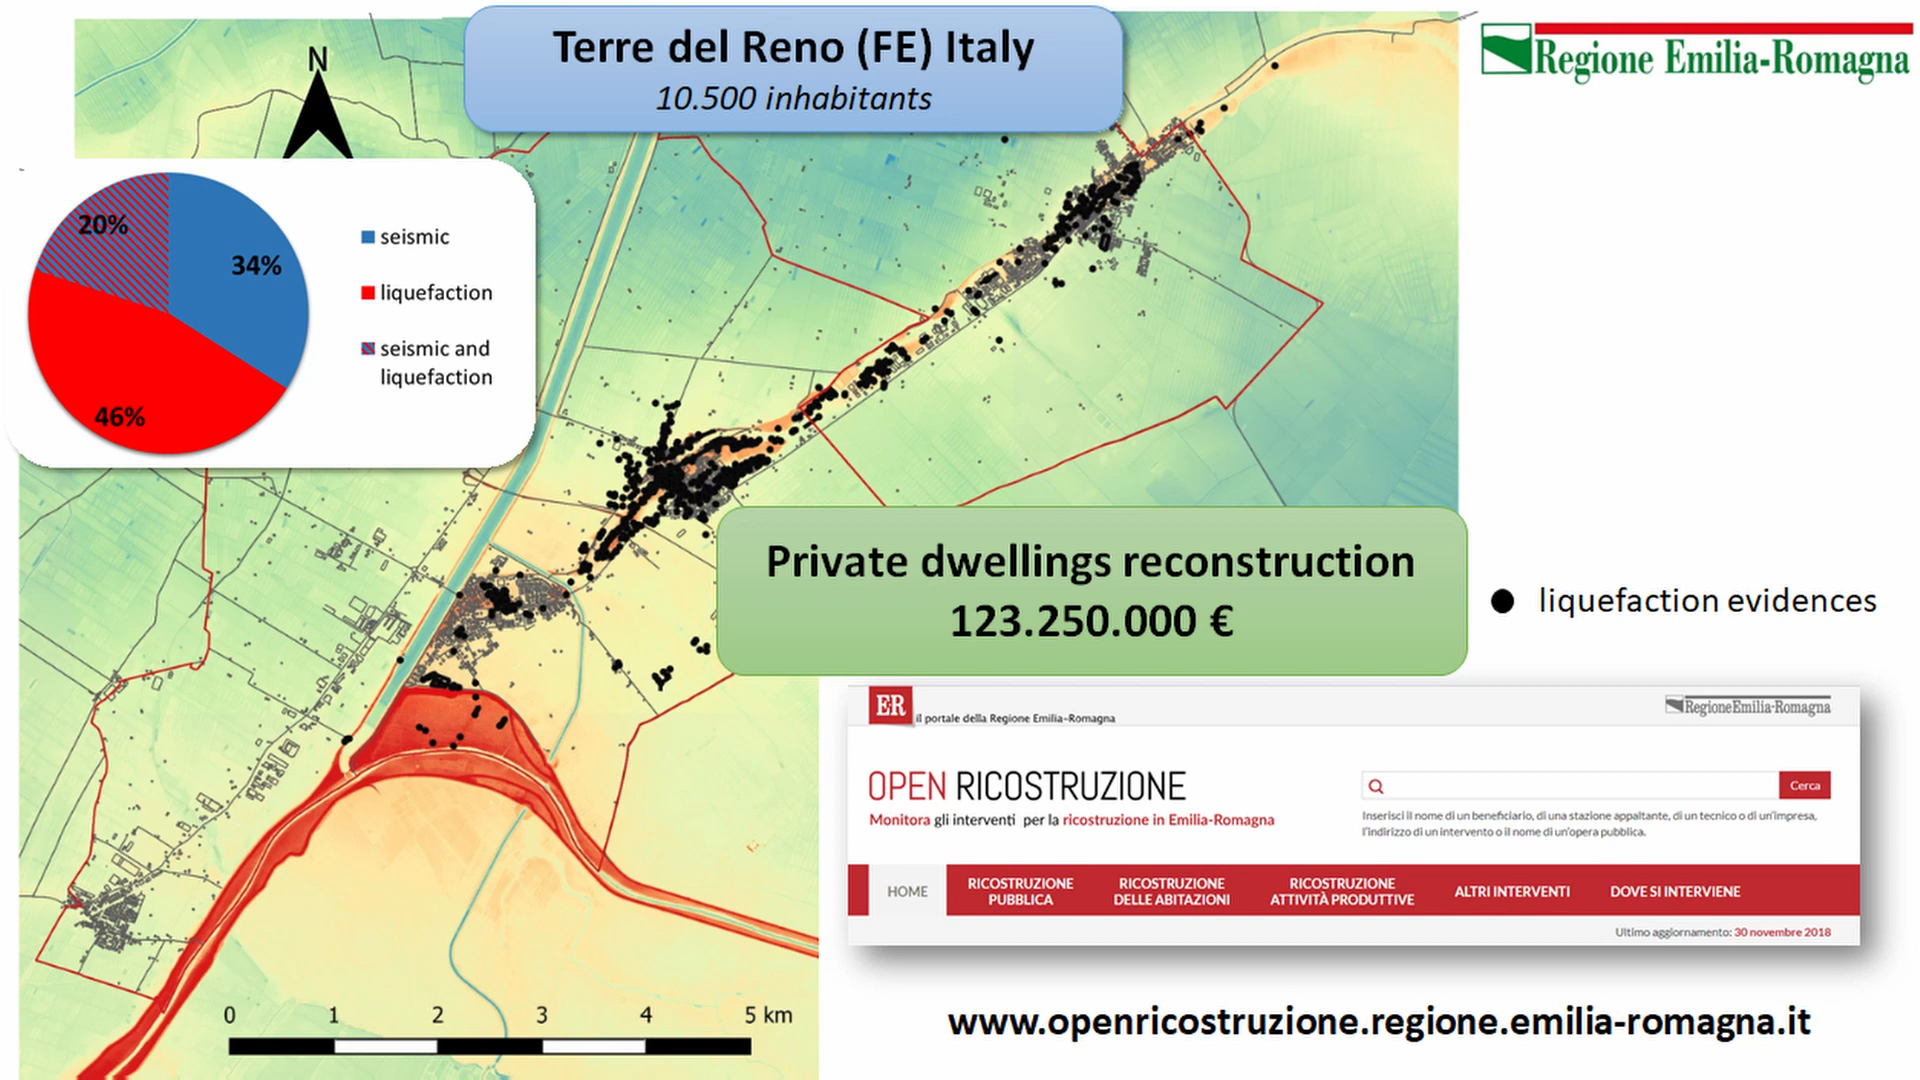 Terre del Reno (FE) Italy
10.500 inhabitants
Regione Emilia-Romagna
N
20%
34%
46%
seismic
liquefaction
seismic and
liquefaction
Private dwellings reconstruction
123.250.000 €
liquefaction evidences
ER
il portale della Regione Emilia-Romagna
RegioneEmilia-Romagna
OPEN RICOSTRUZIONE
Monitora gli interventi per la ricostruzione in Emilia-Romagna
Cerca
Inserisci il nome di un beneficiario, di una stazione appaltante, di un tecnico o di un'impresa,
l'indirizzo di un intervento o il nome di un'opera pubblica.
HOME
RICOSTRUZIONE
PUBBLICA
RICOSTRUZIONE
DELLE ABITAZIONI
RICOSTRUZIONE
ATTIVITÀ PRODUTTIVE
ALTRI INTERVENTI
DOVE SI INTERVIENE
Ultimo aggiornamento: 30 novembre 2018
0 1 2 3 4 5 km
www.openricostruzione.regione.emilia-romagna.it